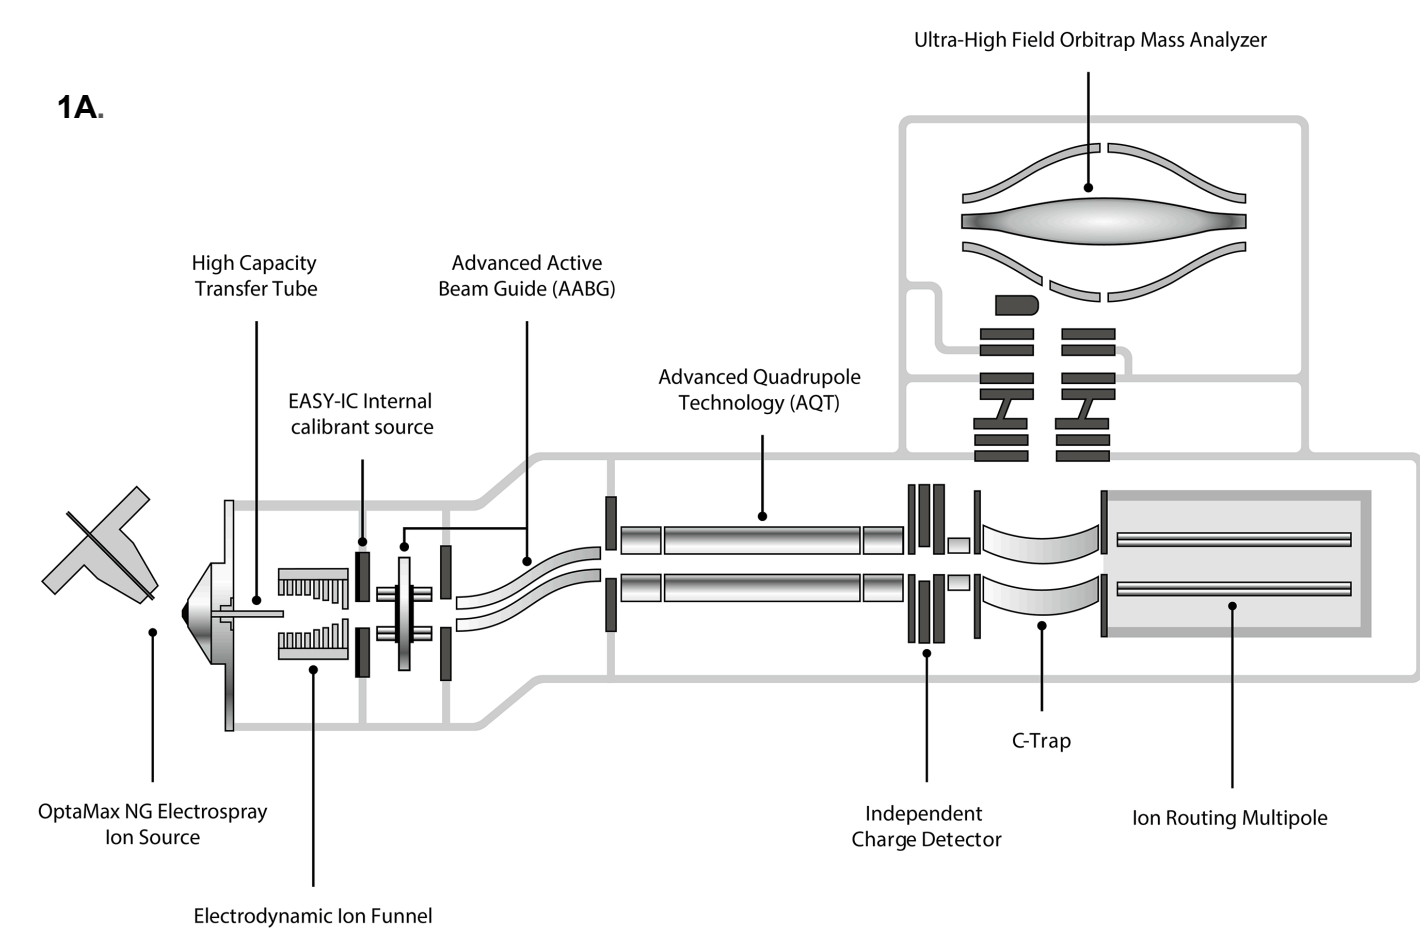 Ultra-High Field Orbitrap Mass Analyzer
1A.
High Capacity
Transfer Tube
Advanced Active
Beam Guide (AABG)
EASY-IC Internal
calibrant source
Advanced Quadrupole
Technology (AQT)
C-Trap
OptaMax NG Electrospray
Ion Source
Independent
Charge Detector
Ion Routing Multipole
Electrodynamic Ion Funnel